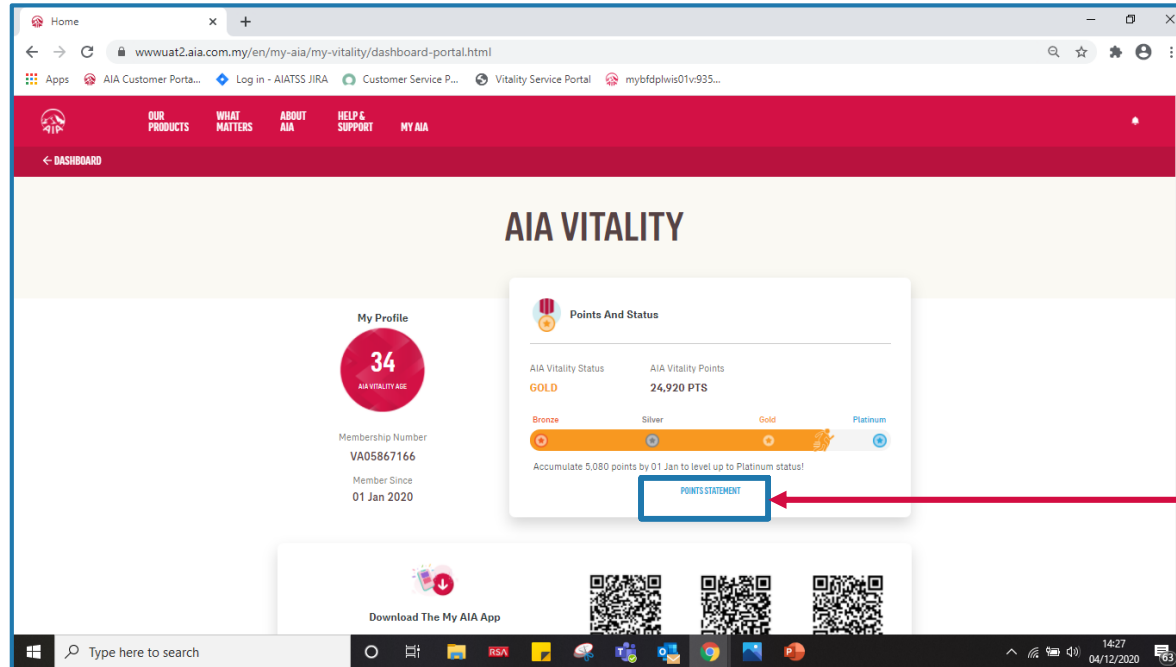 Home
wwwuat2.aia.com.my/en/my-aia/my-vitality/dashboard-portal.html
Apps AIA Customer Porta... Log in - AIATSS JIRA Customer Service P... Vitality Service Portal mybfdplwis01v:935...
AIA
OUR PRODUCTS WHAT MATTERS ABOUT AIA HELP & SUPPORT MY AIA
← DASHBOARD
AIA VITALITY
My Profile
34
AIA VITALITY AGE
Membership Number
VA05867166
Member Since
01 Jan 2020
Points And Status
AIA Vitality Status AIA Vitality Points
GOLD 24,920 PTS
Bronze Silver Gold Platinum
Accumulate 5,080 points by 01 Jan to level up to Platinum status!
POINTS STATEMENT
Download The My AIA App
Type here to search
RSA
14:27
04/12/2020
63